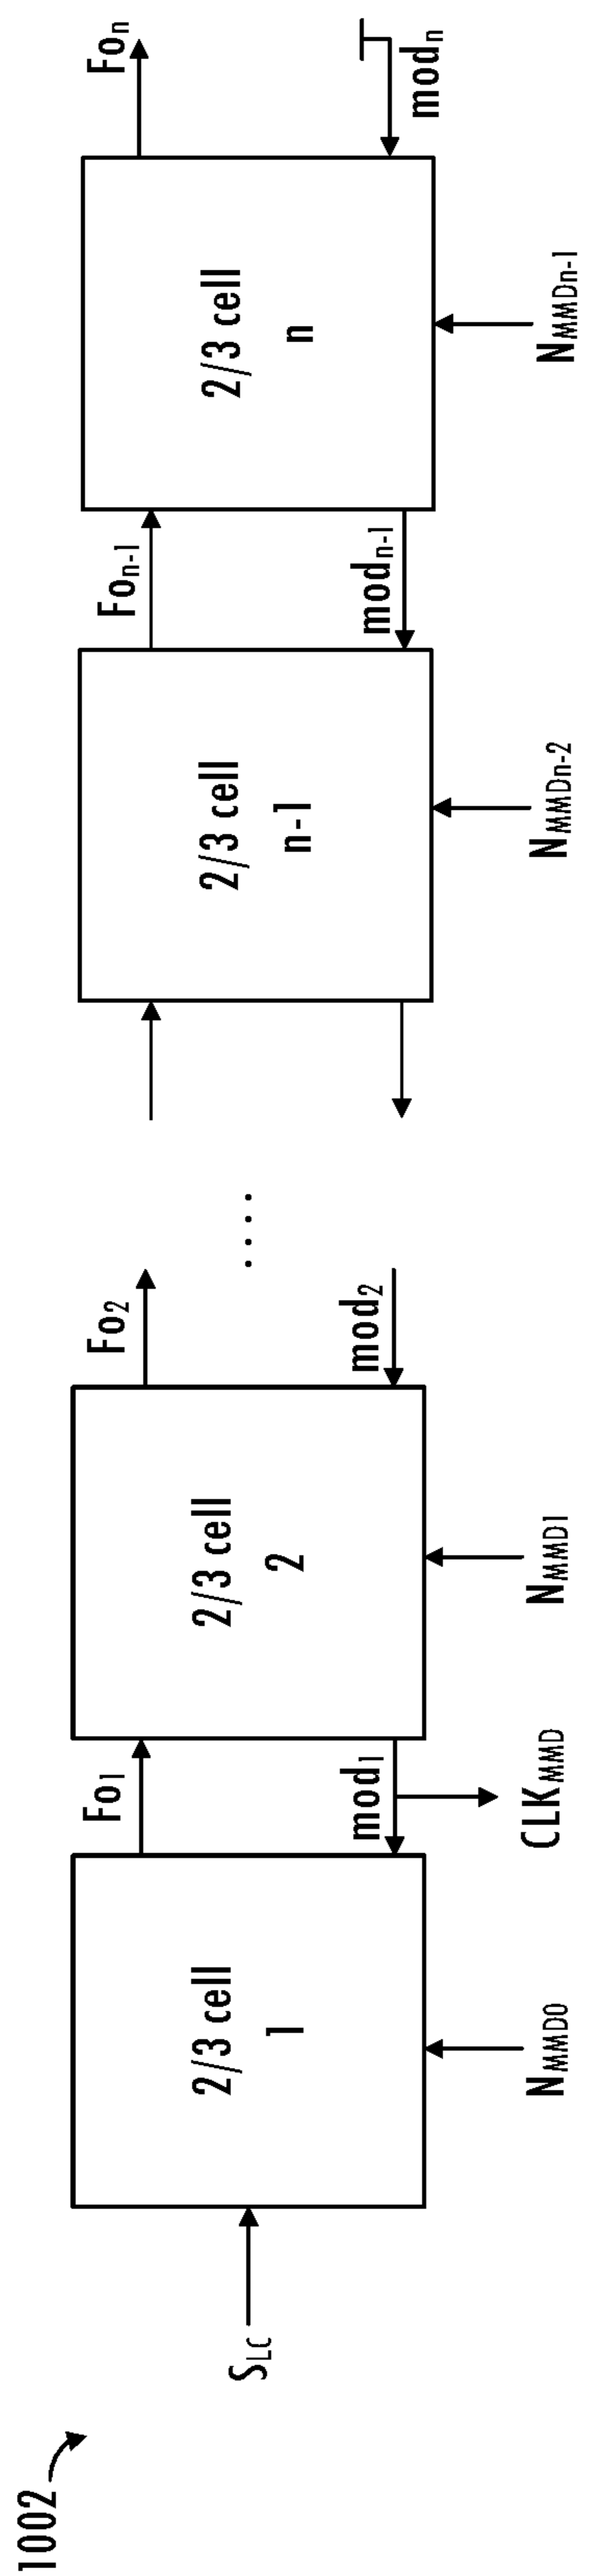 1002
S_LC
2/3 cell
1
N_MMD0
Fo_1
mod_1
CLK_MMD
2/3 cell
2
N_MMD1
Fo_2
mod_2
....
2/3 cell
n-1
N_MMDn-2
Fo_n-1
mod_n-1
2/3 cell
n
N_MMDn-1
Fo_n
mod_n